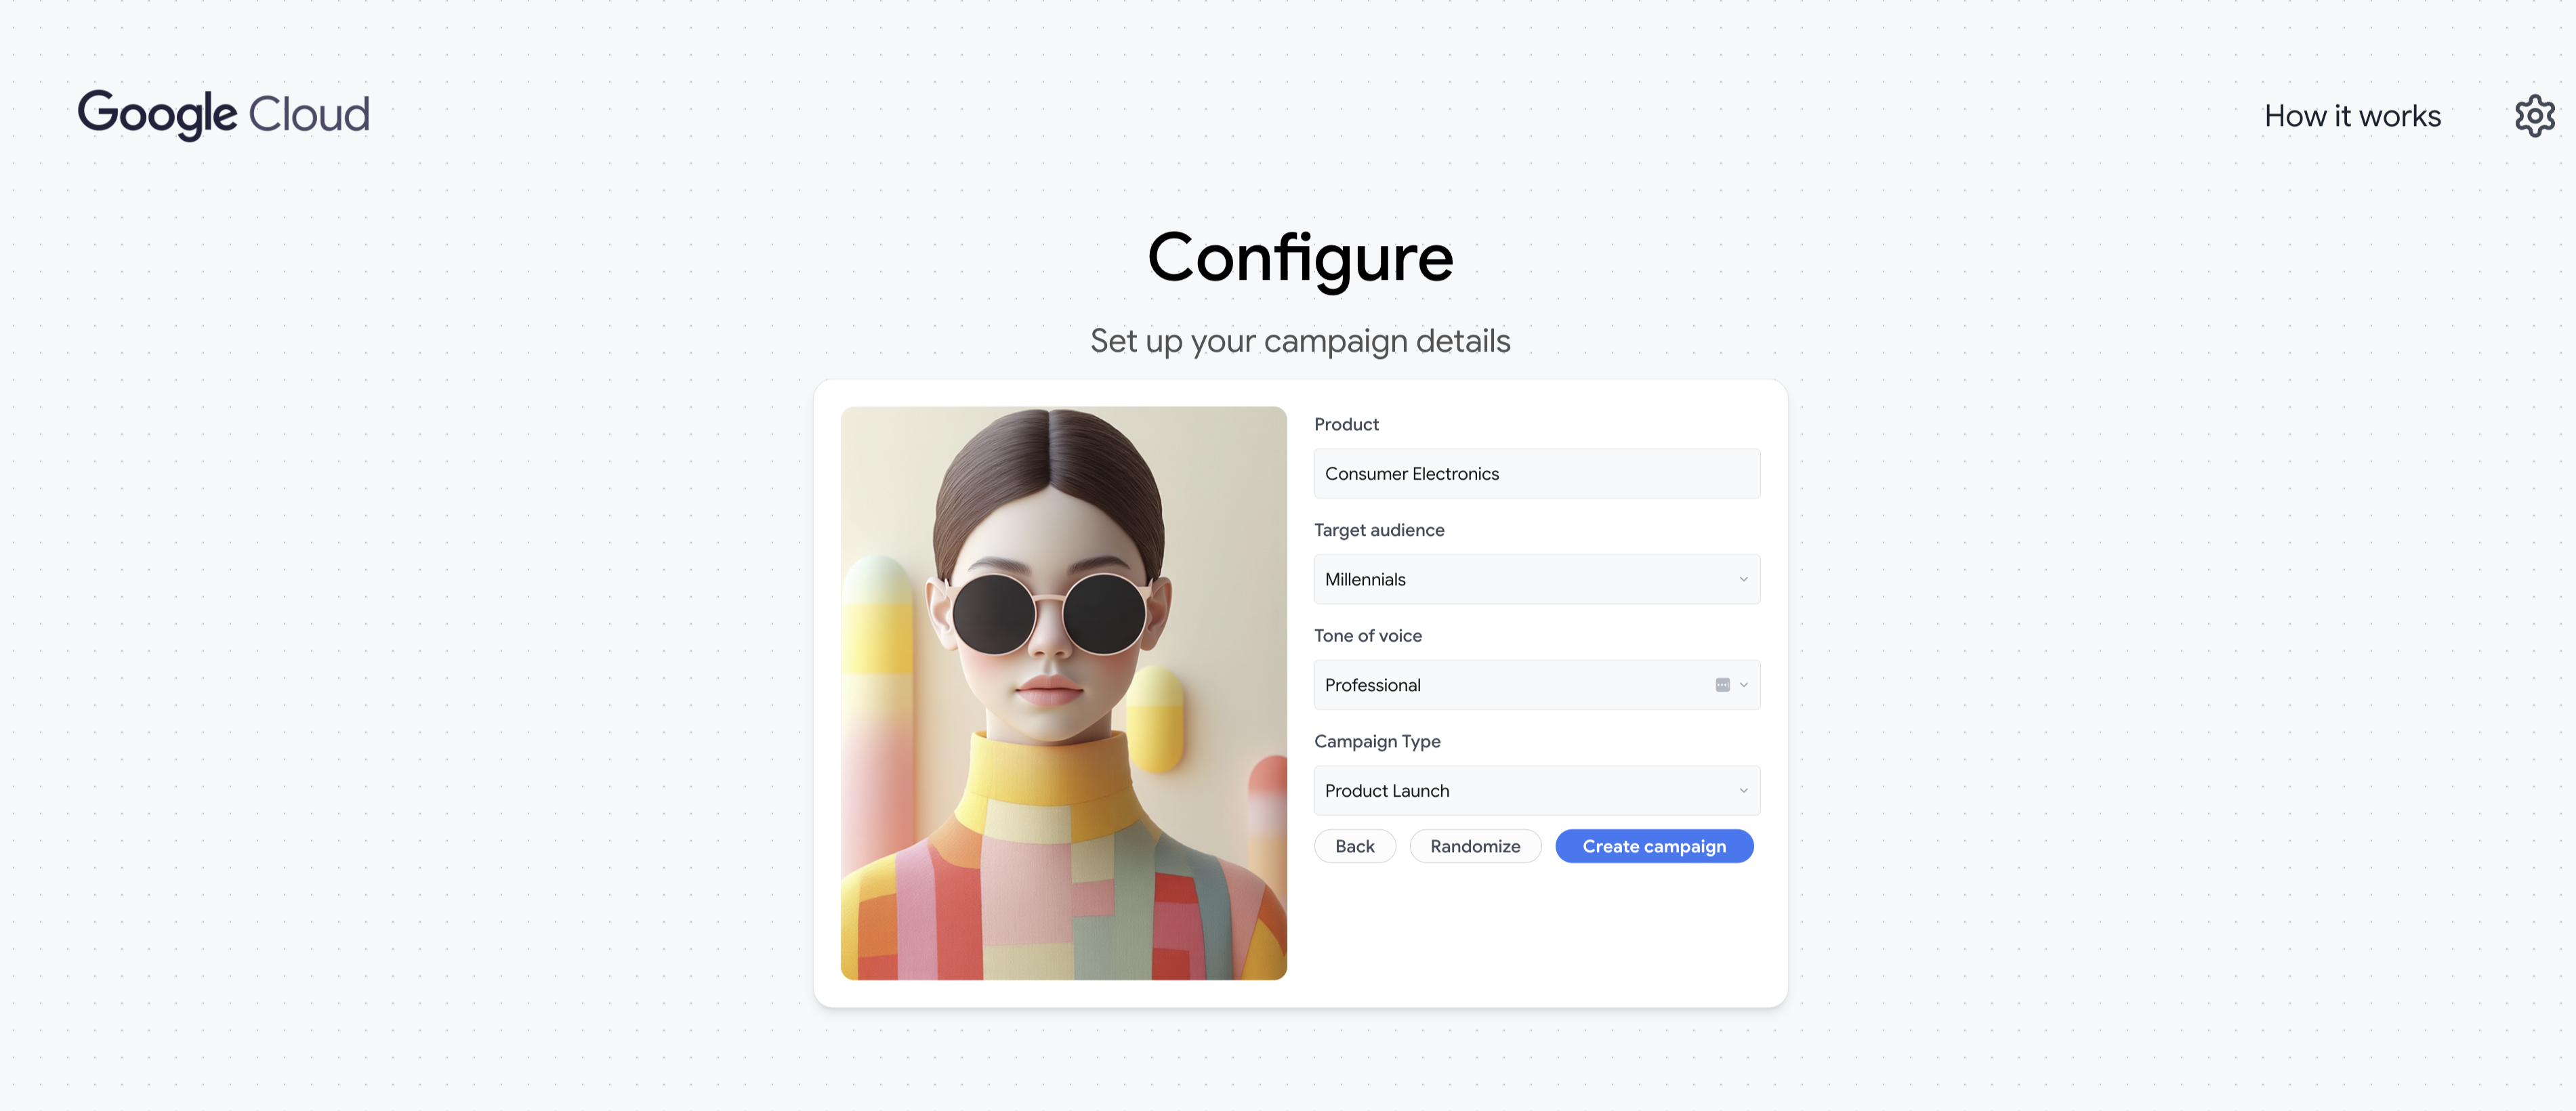 Google Cloud
How it works
Configure
Set up your campaign details
Product
Consumer Electronics
Target audience
Millennials
Tone of voice
Professional
Campaign Type
Product Launch
Back
Randomize
Create campaign